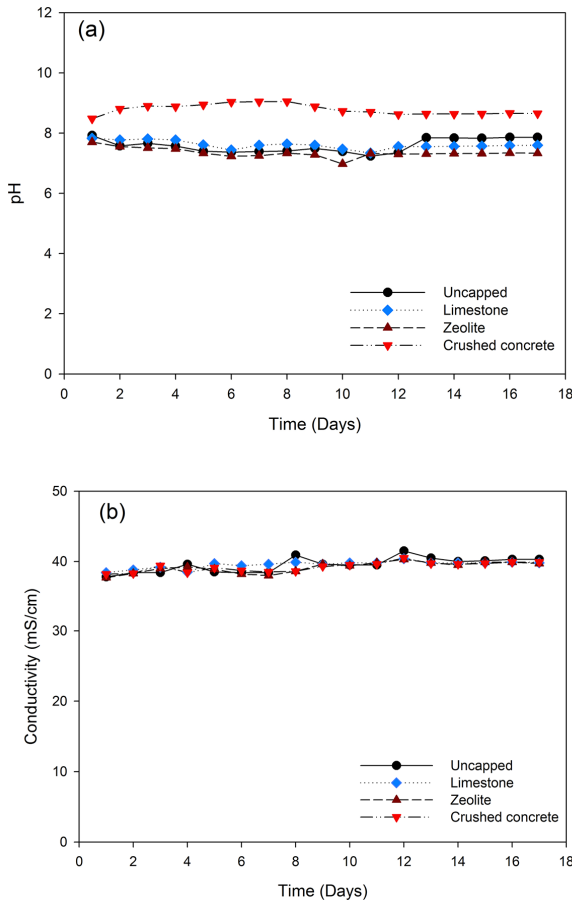 (a)
12
10
8
6
4
2
0
pH
Uncapped
Limestone
Zeolite
Crushed concrete
0 2 4 6 8 10 12 14 16 18
Time (Days)
(b)
50
40
30
20
10
0
Conductivity (mS/cm)
Uncapped
Limestone
Zeolite
Crushed concrete
0 2 4 6 8 10 12 14 16 18
Time (Days)